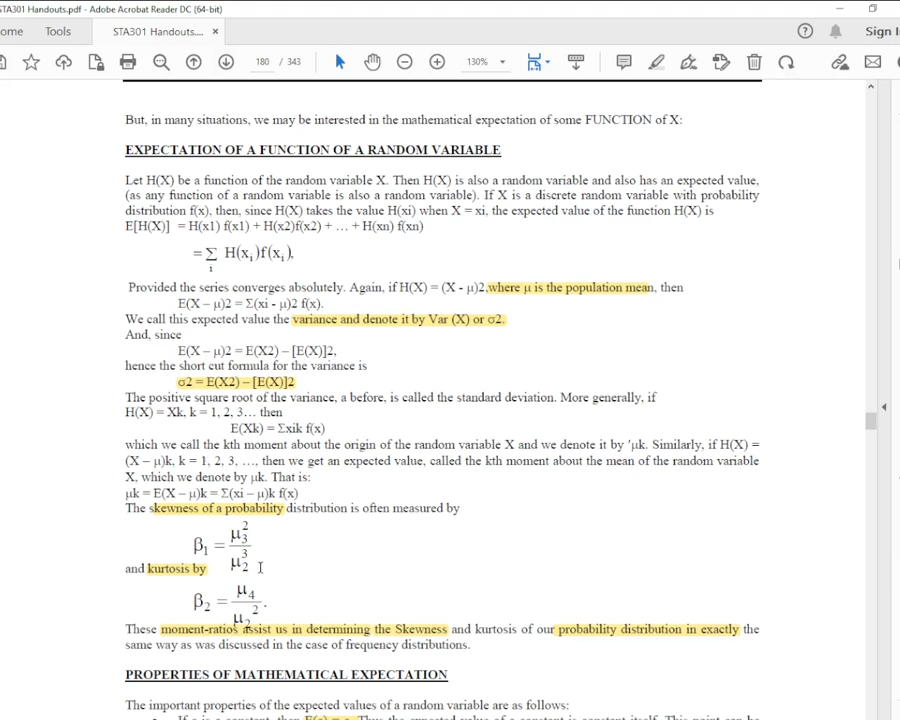 STA301 Handouts.pdf - Adobe Acrobat Reader DC (64-bit)
ome Tools STA301 Handouts.... × Sign I
180 / 343 130%
But, in many situations, we may be interested in the mathematical expectation of some FUNCTION of X:
EXPECTATION OF A FUNCTION OF A RANDOM VARIABLE
Let H(X) be a function of the random variable X. Then H(X) is also a random variable and also has an expected value,
(as any function of a random variable is also a random variable). If X is a discrete random variable with probability
distribution f(x), then, since H(X) takes the value H(xi) when X = xi, the expected value of the function H(X) is
E[H(X)] = H(x1) f(x1) + H(x2)f(x2) + … + H(xn) f(xn)
= Σ H(xᵢ)f(xᵢ),
i
Provided the series converges absolutely. Again, if H(X) = (X - μ)2,where μ is the population mean, then
E(X – μ)2 = Σ(xi - μ)2 f(x).
We call this expected value the variance and denote it by Var (X) or σ2.
And, since
E(X – μ)2 = E(X2) – [E(X)]2,
hence the short cut formula for the variance is
σ2 = E(X2) – [E(X)]2
The positive square root of the variance, a before, is called the standard deviation. More generally, if
H(X) = Xk, k = 1, 2, 3… then
E(Xk) = Σxik f(x)
which we call the kth moment about the origin of the random variable X and we denote it by 'μk. Similarly, if H(X) =
(X – μ)k, k = 1, 2, 3, …, then we get an expected value, called the kth moment about the mean of the random variable
X, which we denote by μk. That is:
μk = E(X – μ)k = Σ(xi – μ)k f(x)
The skewness of a probability distribution is often measured by
β₁ = μ₃² / μ₂³
and kurtosis by
β₂ = μ₄ / μ₂² .
These moment-ratios assist us in determining the Skewness and kurtosis of our probability distribution in exactly the
same way as was discussed in the case of frequency distributions.
PROPERTIES OF MATHEMATICAL EXPECTATION
The important properties of the expected values of a random variable are as follows: